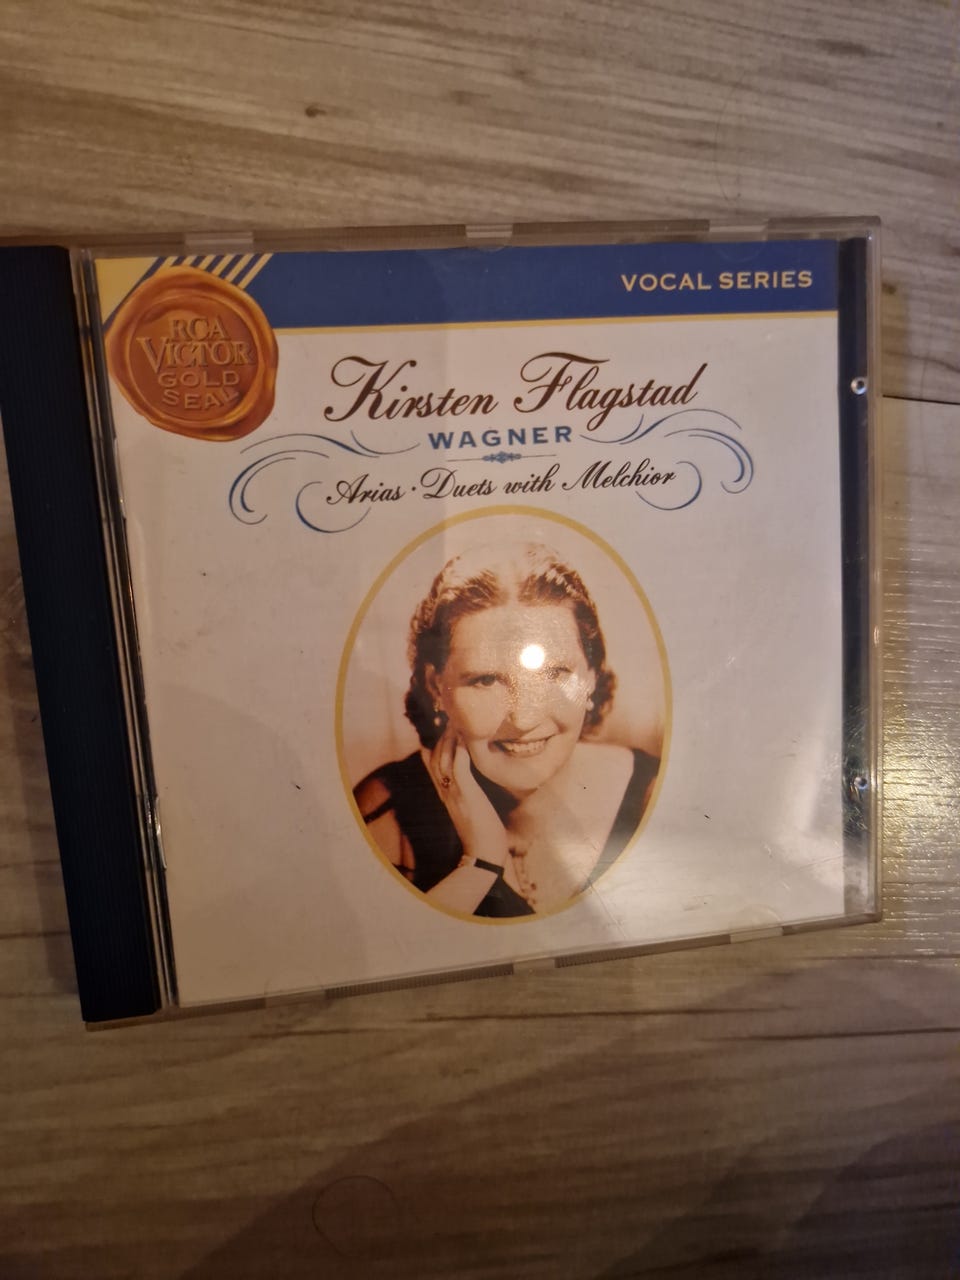 VOCAL SERIES
RCA
VICTOR
GOLD
SEAL
Kirsten Flagstad
WAGNER
Arias · Duets with Melchior